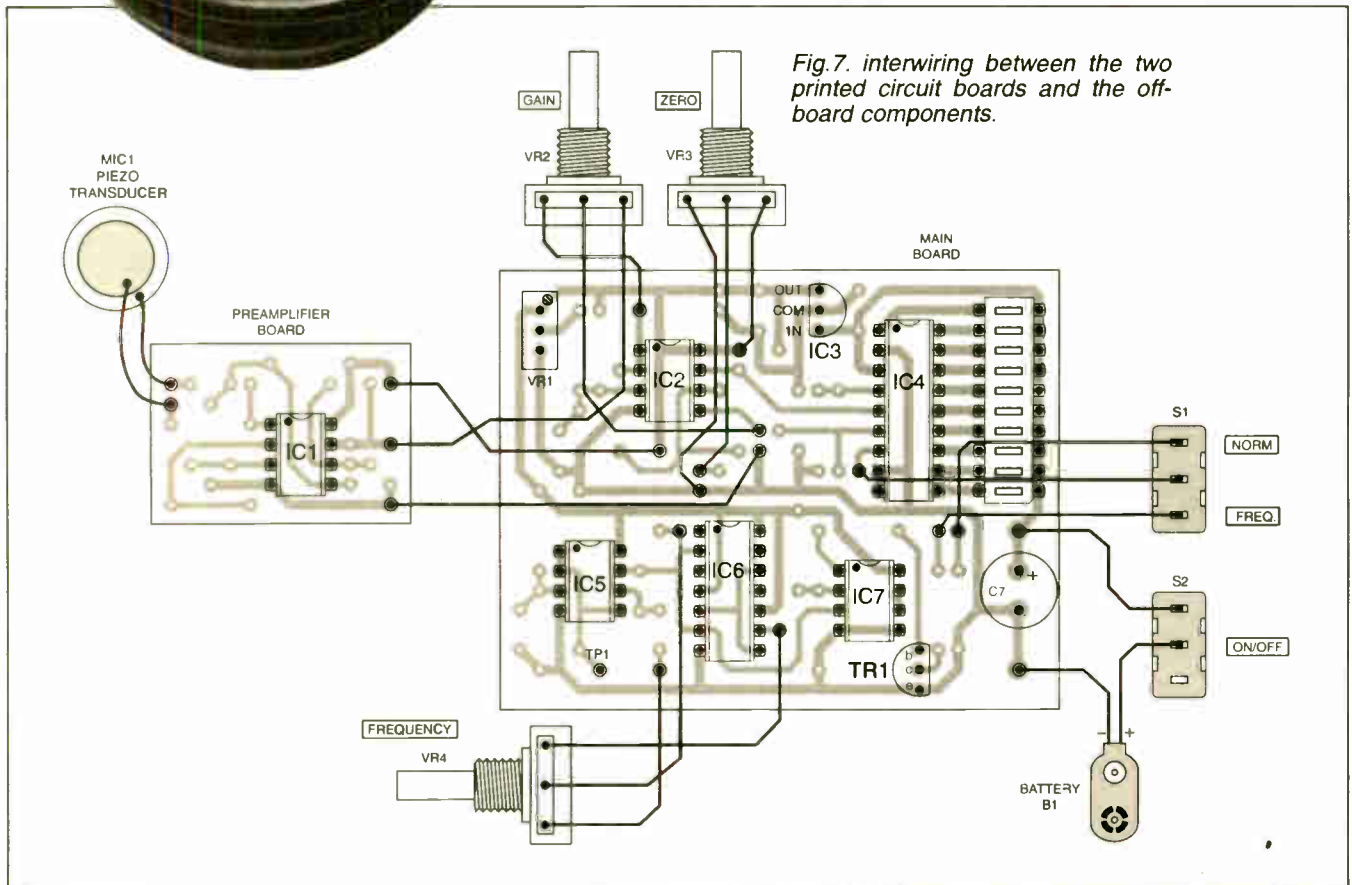 Fig.7. interwiring between the two
printed circuit boards and the off-
board components.
GAIN
ZERO
VR2
VR3
MIC1
PIEZO
TRANSDUCER
MAIN
BOARD
PREAMPLIFIER
BOARD
OUT
COM
1N
IC3
VR1
IC2
IC4
IC1
S1
NORM
FREQ.
IC5
IC6
IC7
C7
+
S2
ON/OFF
TP1
TR1
b
c
e
FREQUENCY
VR4
- +
BATTERY
B1